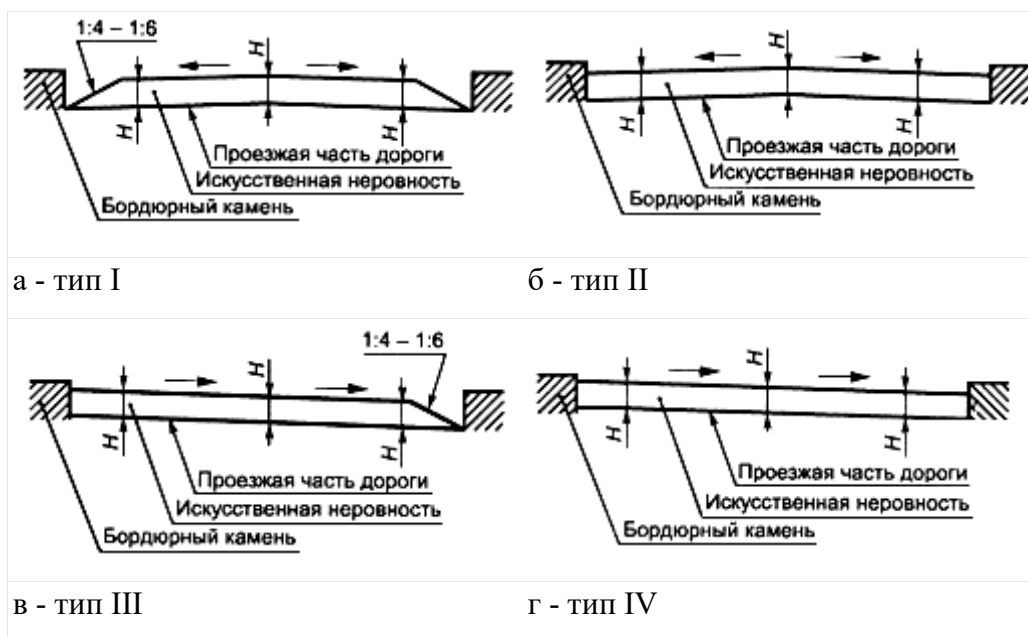 1:4 – 1:6
H
H
H
Проезжая часть дороги
Искусственная неровность
Бордюрный камень
а - тип I
H
H
H
Проезжая часть дороги
Искусственная неровность
Бордюрный камень
б - тип II
1:4 – 1:6
H
H
H
Проезжая часть дороги
Искусственная неровность
Бордюрный камень
в - тип III
H
H
H
Проезжая часть дороги
Искусственная неровность
Бордюрный камень
г - тип IV